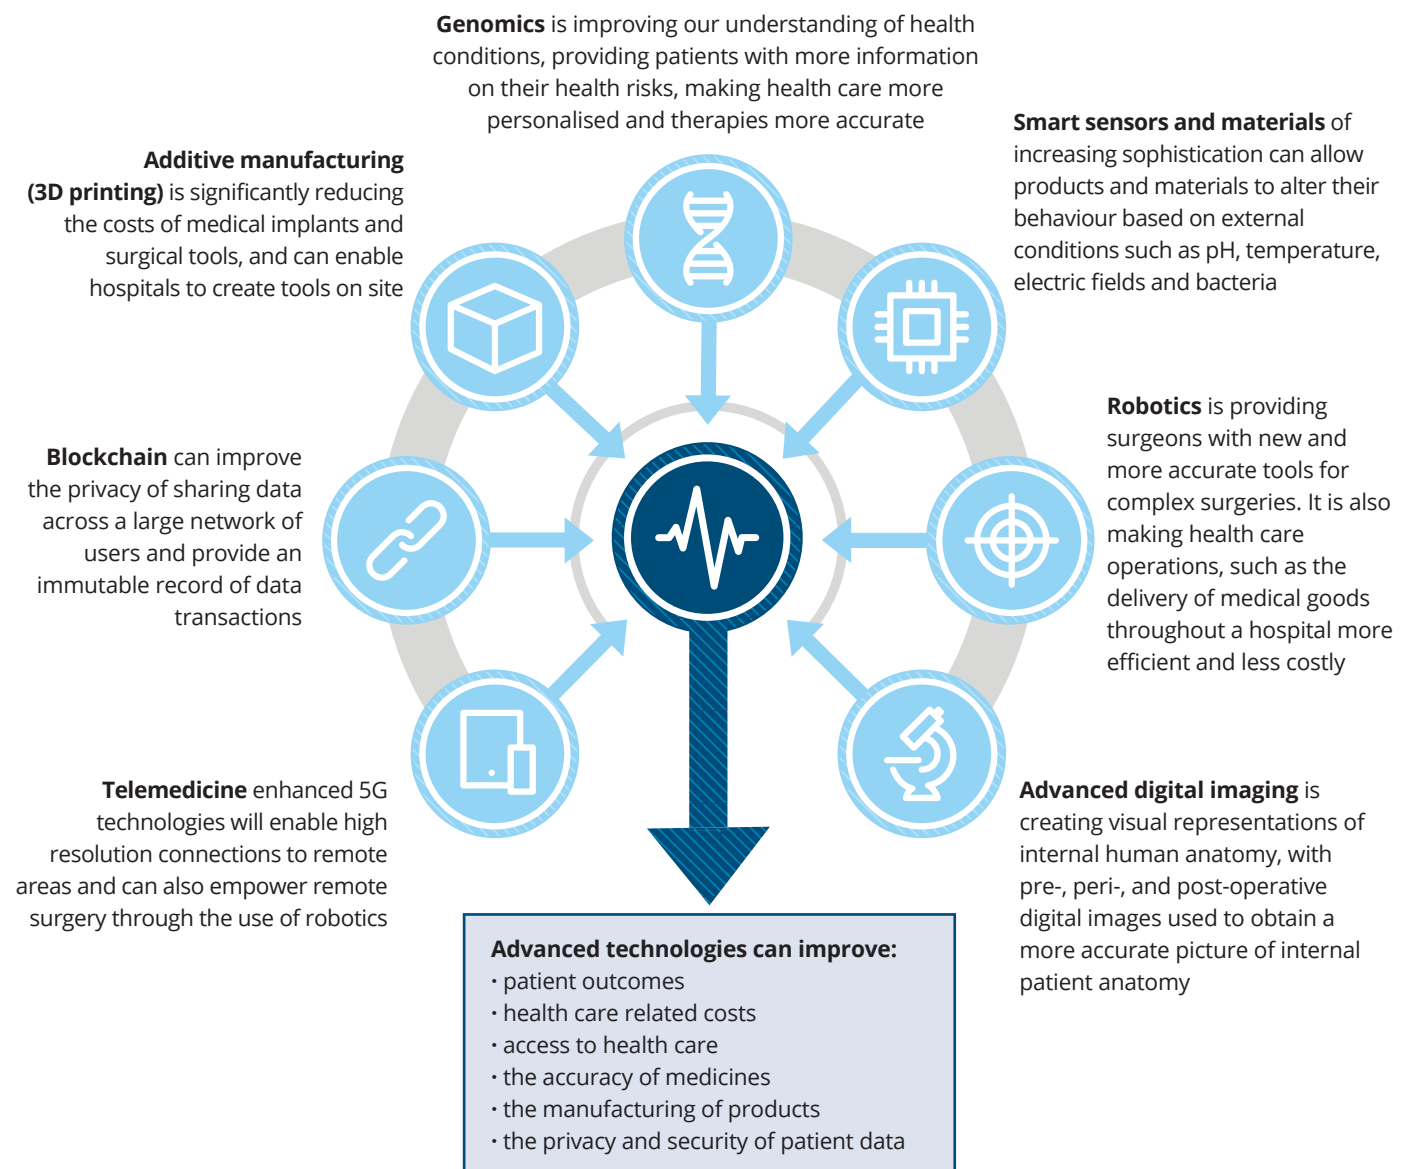 Genomics is improving our understanding of health
conditions, providing patients with more information
on their health risks, making health care more
personalised and therapies more accurate
Smart sensors and materials of
increasing sophistication can allow
products and materials to alter their
behaviour based on external
conditions such as pH, temperature,
electric fields and bacteria
Additive manufacturing
(3D printing) is significantly reducing
the costs of medical implants and
surgical tools, and can enable
hospitals to create tools on site
Robotics is providing
surgeons with new and
more accurate tools for
complex surgeries. It is also
making health care
operations, such as the
delivery of medical goods
throughout a hospital more
efficient and less costly
Blockchain can improve
the privacy of sharing data
across a large network of
users and provide an
immutable record of data
transactions
Telemedicine enhanced 5G
technologies will enable high
resolution connections to remote
areas and can also empower remote
surgery through the use of robotics
Advanced digital imaging is
creating visual representations of
internal human anatomy, with
pre-, peri-, and post-operative
digital images used to obtain a
more accurate picture of internal
patient anatomy
Advanced technologies can improve:
· patient outcomes
· health care related costs
· access to health care
· the accuracy of medicines
· the manufacturing of products
· the privacy and security of patient data